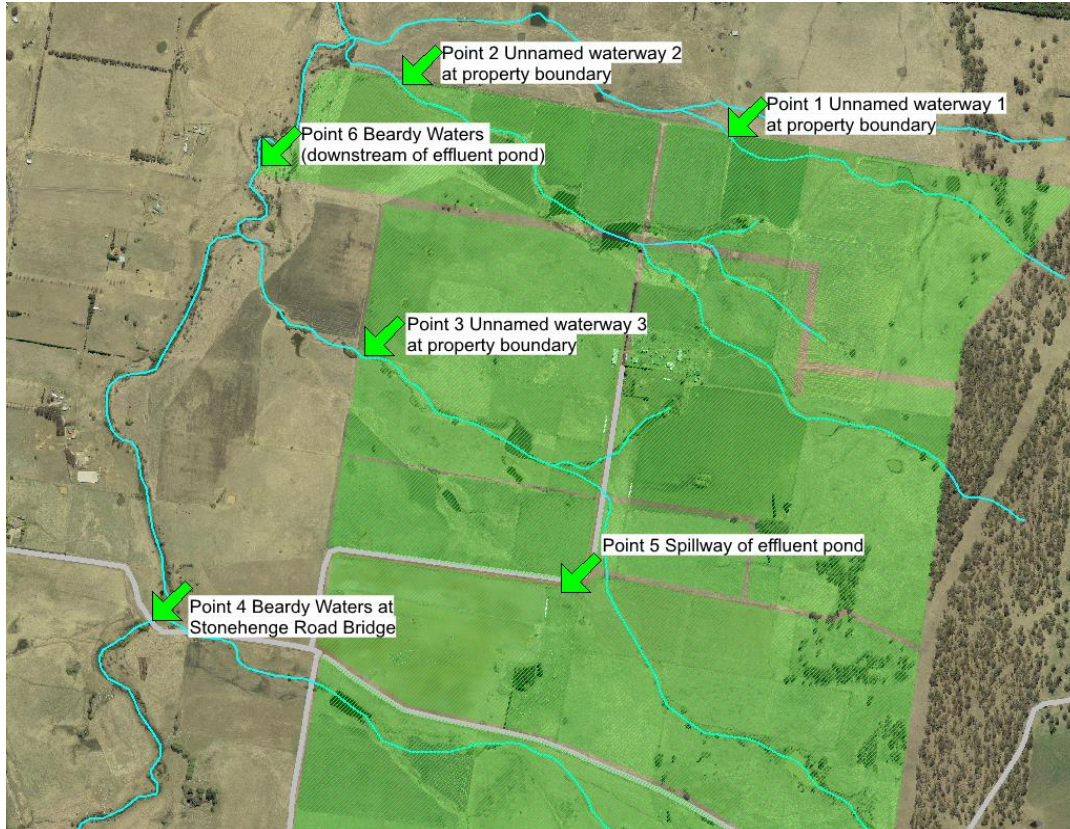 Point 2 Unnamed waterway 2
at property boundary
Point 1 Unnamed waterway 1
at property boundary
Point 6 Beardy Waters
(downstream of effluent pond)
Point 3 Unnamed waterway 3
at property boundary
Point 5 Spillway of effluent pond
Point 4 Beardy Waters at
Stonehenge Road Bridge